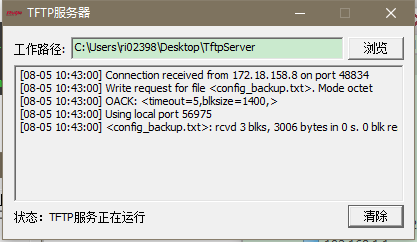 TFTP服务器
工作路径:
C:\Users\ri02398\Desktop\TftpServer
浏览
[08-05 10:43:00] Connection received from 172.18.158.8 on port 48834
[08-05 10:43:00] Write request for file <config_backup.txt>. Mode octet
[08-05 10:43:00] OACK: <timeout=5,blksize=1400,>
[08-05 10:43:00] Using local port 56975
[08-05 10:43:00] <config_backup.txt>: rcvd 3 blks, 3006 bytes in 0 s. 0 blk re
状态: TFTP服务正在运行
清除